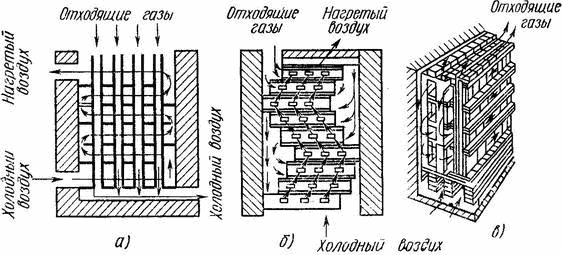 Отходящие газы
Нагретый
воздух
Холодный
воздух
Холодный воздух
а)
Отходящие
газы
Нагретый
воздух
б)
Холодный воздух
Отходящие
газы
в)